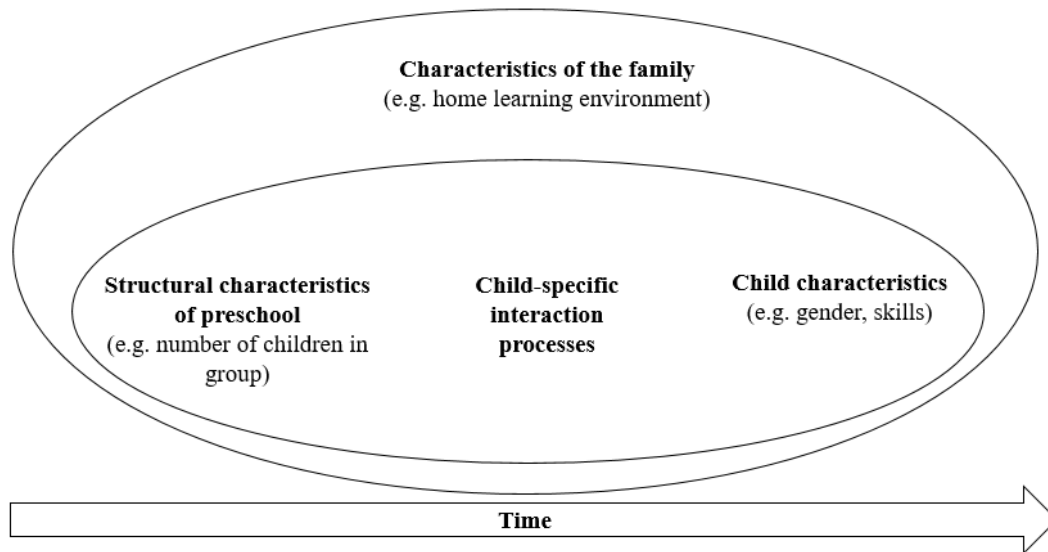 Characteristics of the family
(e.g. home learning environment)
Structural characteristics
of preschool
(e.g. number of children in
group)
Child-specific
interaction
processes
Child characteristics
(e.g. gender, skills)
Time